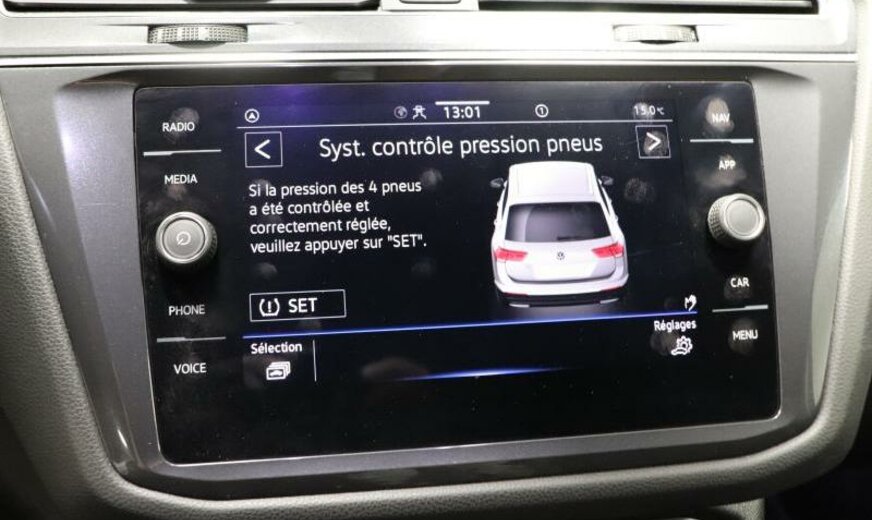 RADIO
MEDIA
PHONE
VOICE
13:01
1
15.0°C
Syst. contrôle pression pneus
Si la pression des 4 pneus
a été contrôlée et
correctement réglée,
veuillez appuyer sur "SET".
SET
Sélection
Réglages
NAV
APP
CAR
MENU